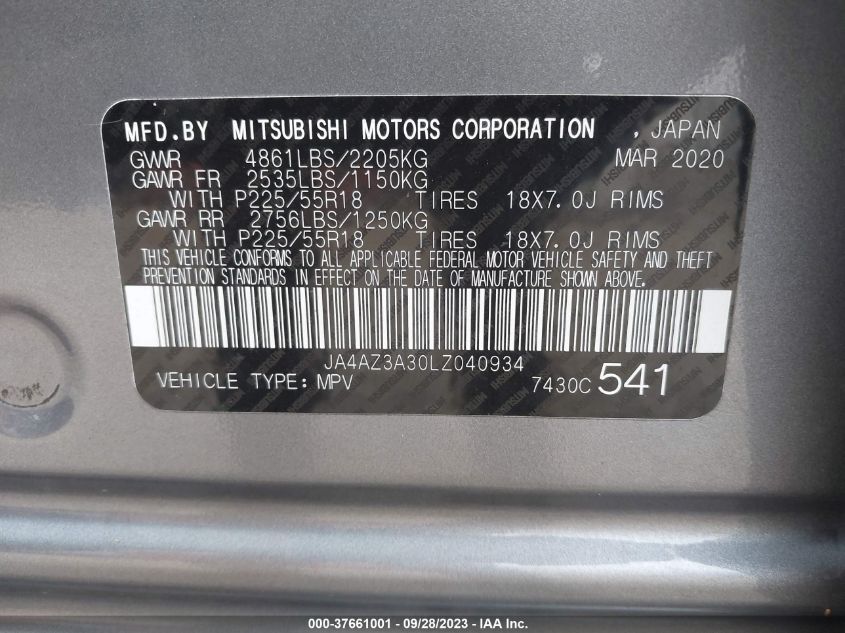 MFD.BY MITSUBISHI MOTORS CORPORATION , JAPAN
GVWR 4861LBS/2205KG MAR 2020
GAWR FR 2535LBS/1150KG
WITH P225/55R18 TIRES 18X7.0J RIMS
GAWR RR 2756LBS/1250KG
WITH P225/55R18 TIRES 18X7.0J RIMS
THIS VEHICLE CONFORMS TO ALL APPLICABLE FEDERAL MOTOR VEHICLE SAFETY AND THEFT
PREVENTION STANDARDS IN EFFECT ON THE DATE OF MANUFACTURE SHOWN ABOVE.
JA4AZ3A30LZ040934
VEHICLE TYPE: MPV 7430C 541
000-37661001 - 09/28/2023 - IAA Inc.